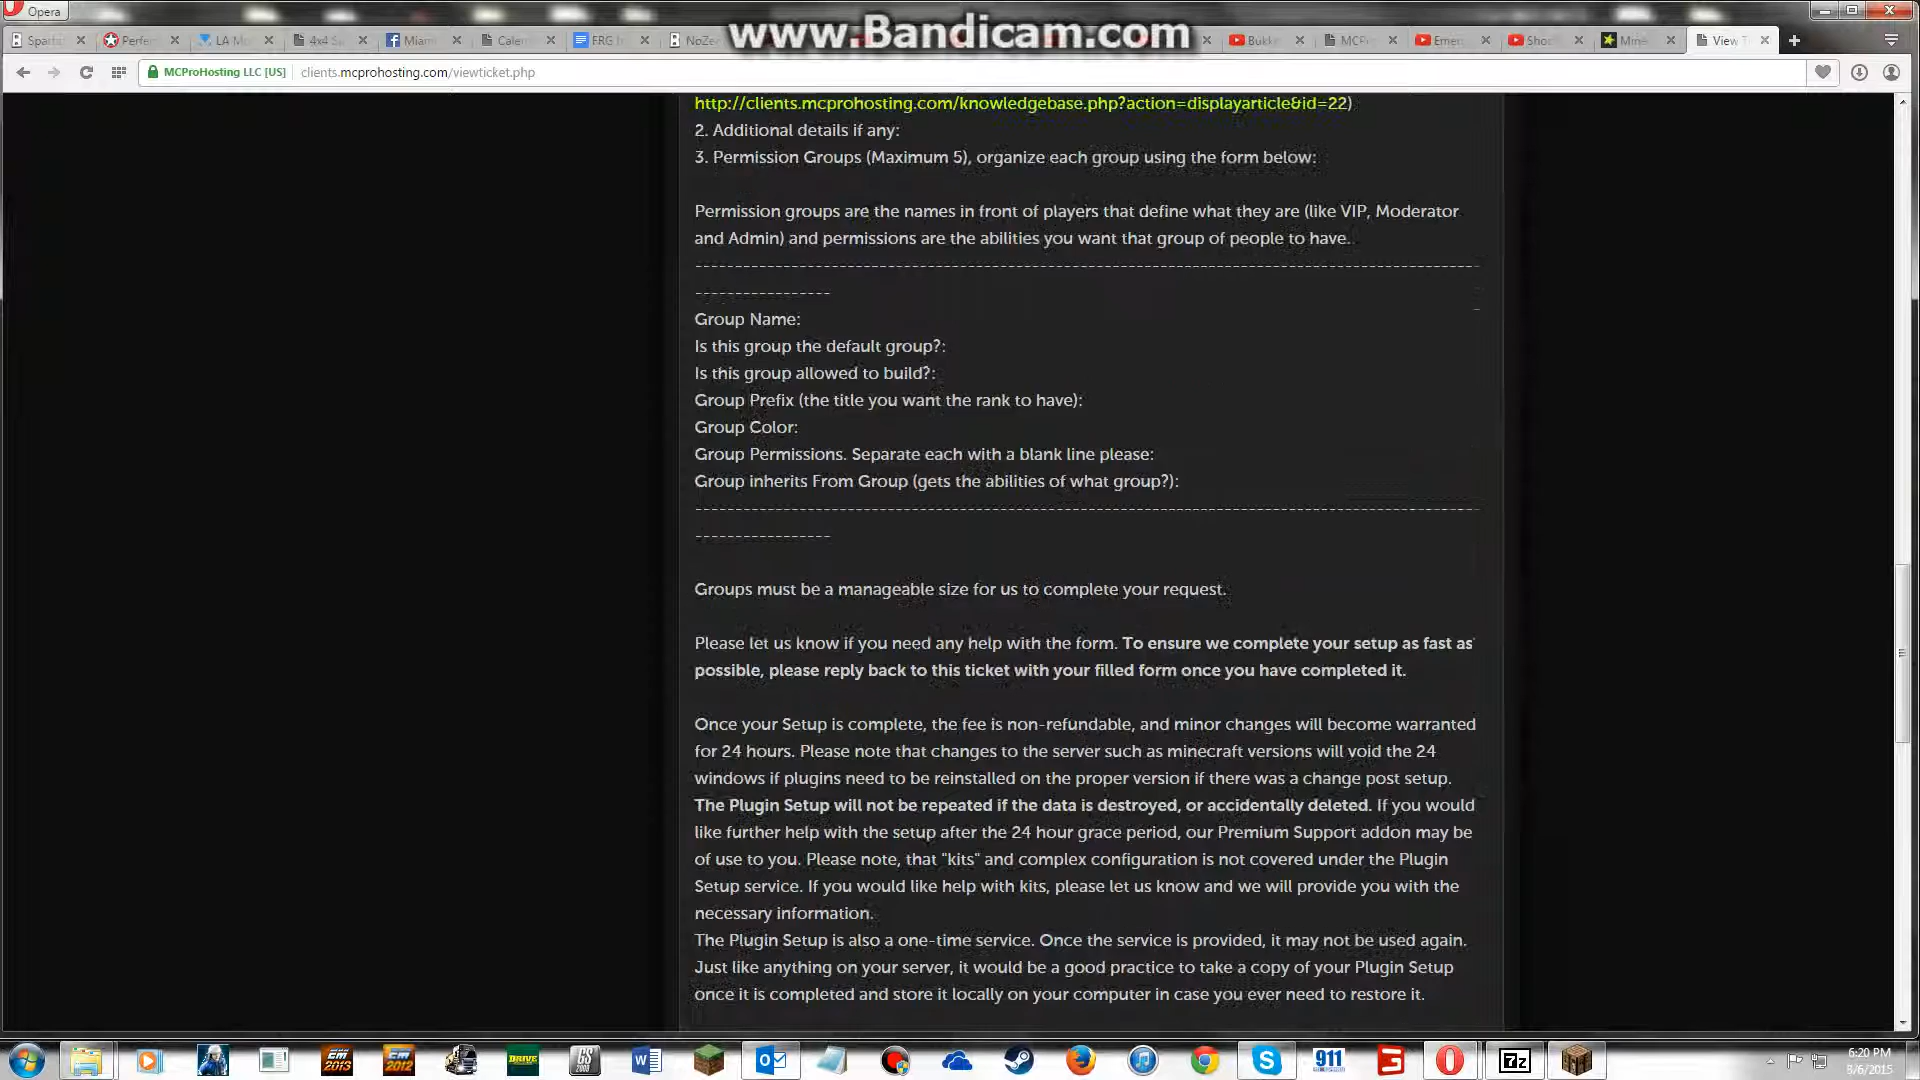 Opera
www.Bandicam.com
Spart
Perfe
LA M
4x4 S
Miam
Caler
FRG
NoZe
Bukk
MCP
Emer
Shoc
Mine
View T
MCProHosting LLC [US]
clients.mcprohosting.com/viewticket.php
http://clients.mcprohosting.com/knowledgebase.php?action=displayarticle&id=22)
2. Additional details if any:
3. Permission Groups (Maximum 5), organize each group using the form below:
Permission groups are the names in front of players that define what they are (like VIP, Moderator
and Admin) and permissions are the abilities you want that group of people to have.
Group Name:
Is this group the default group?:
Is this group allowed to build?:
Group Prefix (the title you want the rank to have):
Group Color:
Group Permissions. Separate each with a blank line please:
Group inherits From Group (gets the abilities of what group?):
Groups must be a manageable size for us to complete your request.
Please let us know if you need any help with the form. To ensure we complete your setup as fast as
possible, please reply back to this ticket with your filled form once you have completed it.
Once your Setup is complete, the fee is non-refundable, and minor changes will become warranted
for 24 hours. Please note that changes to the server such as minecraft versions will void the 24
windows if plugins need to be reinstalled on the proper version if there was a change post setup.
The Plugin Setup will not be repeated if the data is destroyed, or accidentally deleted. If you would
like further help with the setup after the 24 hour grace period, our Premium Support addon may be
of use to you. Please note, that "kits" and complex configuration is not covered under the Plugin
Setup service. If you would like help with kits, please let us know and we will provide you with the
necessary information.
The Plugin Setup is also a one-time service. Once the service is provided, it may not be used again.
Just like anything on your server, it would be a good practice to take a copy of your Plugin Setup
once it is completed and store it locally on your computer in case you ever need to restore it.
6:20 PM
8/6/2015